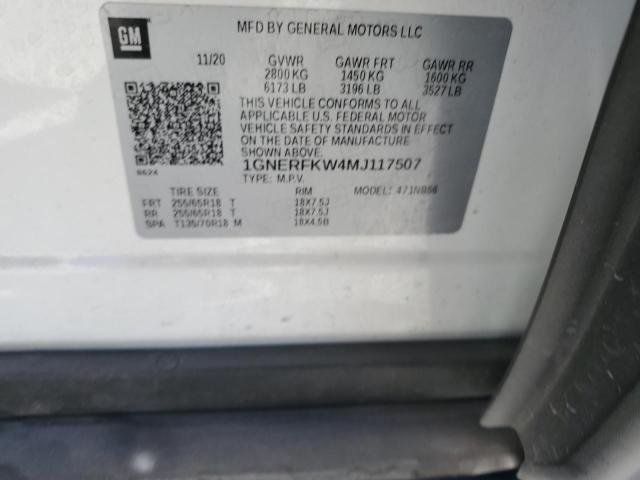 GM
MFD BY GENERAL MOTORS LLC
11/20 GVWR GAWR FRT GAWR RR
2800 KG 1450 KG 1600 KG
6173 LB 3196 LB 3527 LB
THIS VEHICLE CONFORMS TO ALL
APPLICABLE U.S. FEDERAL MOTOR
VEHICLE SAFETY STANDARDS IN EFFECT
ON THE DATE OF MANUFACTURE
SHOWN ABOVE.
8624 1GNERFKW4MJ117507
TYPE: M.P.V. MODEL: 471NB56
TIRE SIZE RIM
FRT 255/65R18 T 18X7.5J
RR 255/65R18 T 18X7.5J
SPA T135/70R18 M 18X4.5B